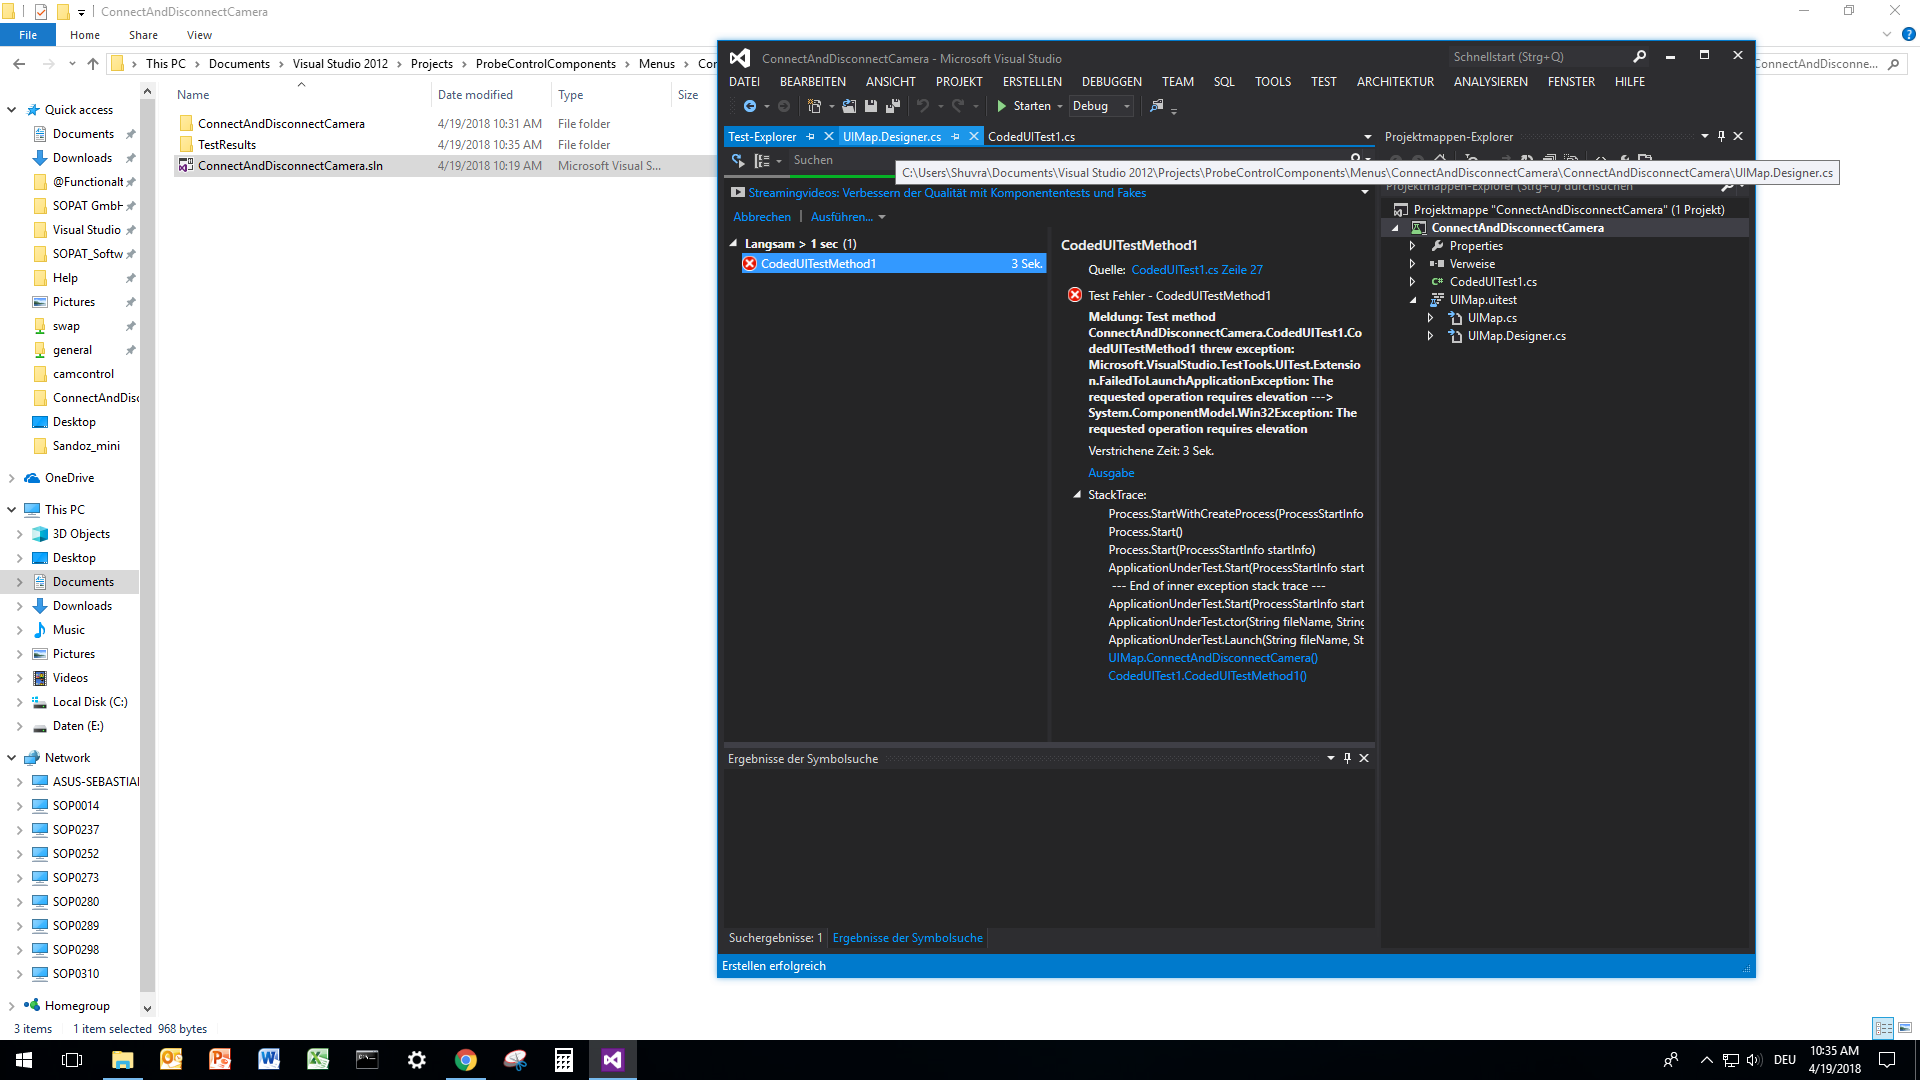 ConnectAndDisconnectCamera
File
Home
Share
View
This PC
Documents
Visual Studio 2012
Projects
ProbeControlComponents
Menus
Cor
ConnectAndDisconne...
Name
Date modified
Type
Size
Quick access
Documents
Downloads
@Functionalt
SOPAT GmbH
Visual Studio
SOPAT_Softw
Help
Pictures
swap
general
camcontrol
ConnectAndDisc
Desktop
Sandoz_mini
OneDrive
This PC
3D Objects
Desktop
Documents
Downloads
Music
Pictures
Videos
Local Disk (C:)
Daten (E:)
Network
ASUS-SEBASTIAN
SOP0014
SOP0237
SOP0252
SOP0273
SOP0280
SOP0289
SOP0298
SOP0310
Homegroup
ConnectAndDisconnectCamera 4/19/2018 10:31 AM File folder
TestResults 4/19/2018 10:35 AM File folder
ConnectAndDisconnectCamera.sln 4/19/2018 10:19 AM Microsoft Visual S...
3 items 1 item selected 968 bytes
ConnectAndDisconnectCamera - Microsoft Visual Studio
Schnellstart (Strg+Q)
DATEI BEARBEITEN ANSICHT PROJEKT ERSTELLEN DEBUGGEN TEAM SQL TOOLS TEST ARCHITEKTUR ANALYSIEREN FENSTER HILFE
Starten
Debug
Test-Explorer
UIMap.Designer.cs
CodedUITest1.cs
Suchen
C:\Users\Shuvra\Documents\Visual Studio 2012\Projects\ProbeControlComponents\Menus\ConnectAndDisconnectCamera\ConnectAndDisconnectCamera\UIMap.Designer.cs
Streamingvideos: Verbessern der Qualität mit Komponententests und Fakes
Abbrechen | Ausführen...
Langsam > 1 sec (1)
CodedUITestMethod1 3 Sek.
CodedUITestMethod1
Quelle: CodedUITest1.cs Zeile 27
Test Fehler - CodedUITestMethod1
Meldung: Test method
ConnectAndDisconnectCamera.CodedUITest1.Co
dedUITestMethod1 threw exception:
Microsoft.VisualStudio.TestTools.UITest.Extensio
n.FailedToLaunchApplicationException: The
requested operation requires elevation --->
System.ComponentModel.Win32Exception: The
requested operation requires elevation
Verstrichene Zeit: 3 Sek.
Ausgabe
StackTrace:
Process.StartWithCreateProcess(ProcessStartInfo
Process.Start()
Process.Start(ProcessStartInfo startInfo)
ApplicationUnderTest.Start(ProcessStartInfo start
--- End of inner exception stack trace ---
ApplicationUnderTest.Start(ProcessStartInfo start
ApplicationUnderTest.ctor(String fileName, String
ApplicationUnderTest.Launch(String fileName, St
UIMap.ConnectAndDisconnectCamera()
CodedUITest1.CodedUITestMethod1()
Projektmappen-Explorer
Projektmappen-Explorer (Strg+ü) durchsuchen
Projektmappe "ConnectAndDisconnectCamera" (1 Projekt)
ConnectAndDisconnectCamera
Properties
Verweise
CodedUITest1.cs
UIMap.uitest
UIMap.cs
UIMap.Designer.cs
Ergebnisse der Symbolsuche
Suchergebnisse: 1
Ergebnisse der Symbolsuche
Erstellen erfolgreich
DEU
10:35 AM
4/19/2018